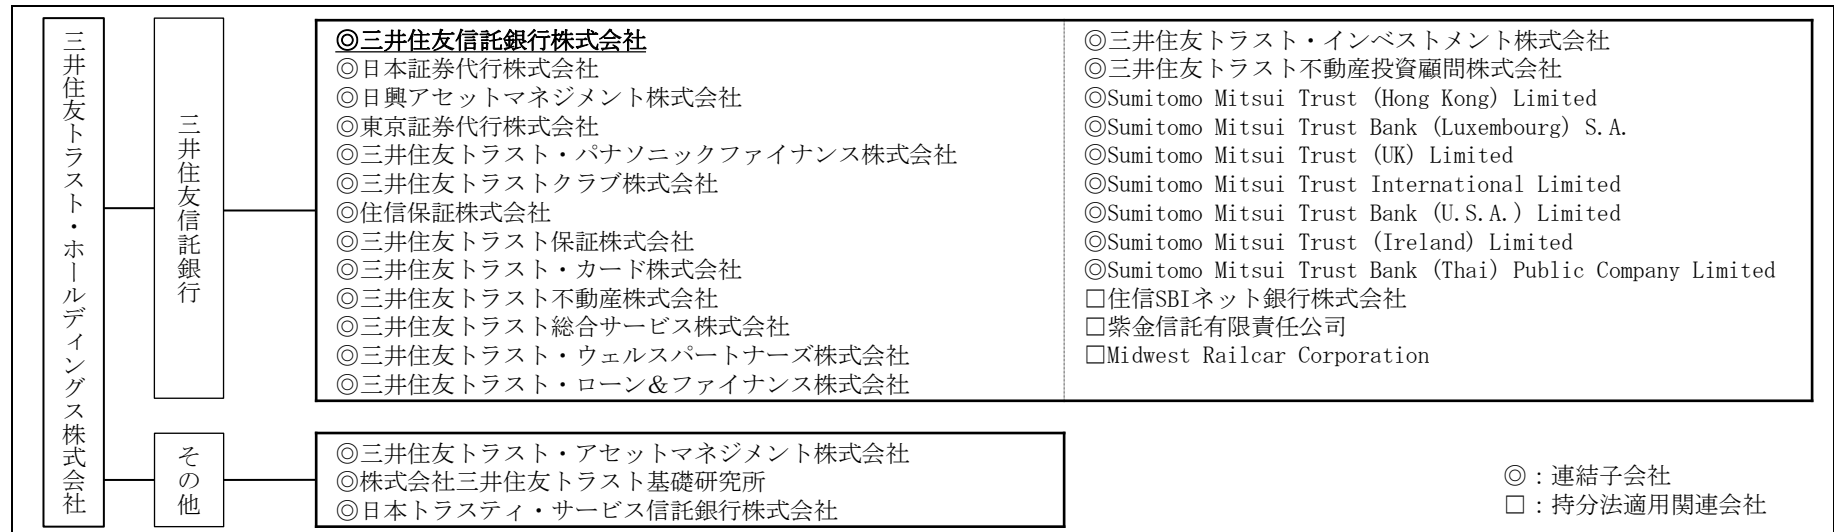 三井住友トラスト・ホールディングス株式会社
三井住友信託銀行
◎三井住友信託銀行株式会社
◎日本証券代行株式会社
◎日興アセットマネジメント株式会社
◎東京証券代行株式会社
◎三井住友トラスト・パナソニックファイナンス株式会社
◎三井住友トラストクラブ株式会社
◎住信保証株式会社
◎三井住友トラスト保証株式会社
◎三井住友トラスト・カード株式会社
◎三井住友トラスト不動産株式会社
◎三井住友トラスト総合サービス株式会社
◎三井住友トラスト・ウェルスパートナーズ株式会社
◎三井住友トラスト・ローン＆ファイナンス株式会社
◎三井住友トラスト・インベストメント株式会社
◎三井住友トラスト不動産投資顧問株式会社
◎Sumitomo Mitsui Trust (Hong Kong) Limited
◎Sumitomo Mitsui Trust Bank (Luxembourg) S.A.
◎Sumitomo Mitsui Trust (UK) Limited
◎Sumitomo Mitsui Trust International Limited
◎Sumitomo Mitsui Trust Bank (U.S.A.) Limited
◎Sumitomo Mitsui Trust (Ireland) Limited
◎Sumitomo Mitsui Trust Bank (Thai) Public Company Limited
□住信SBIネット銀行株式会社
□紫金信託有限責任公司
□Midwest Railcar Corporation
その他
◎三井住友トラスト・アセットマネジメント株式会社
◎株式会社三井住友トラスト基礎研究所
◎日本トラスティ・サービス信託銀行株式会社
◎：連結子会社
□：持分法適用関連会社